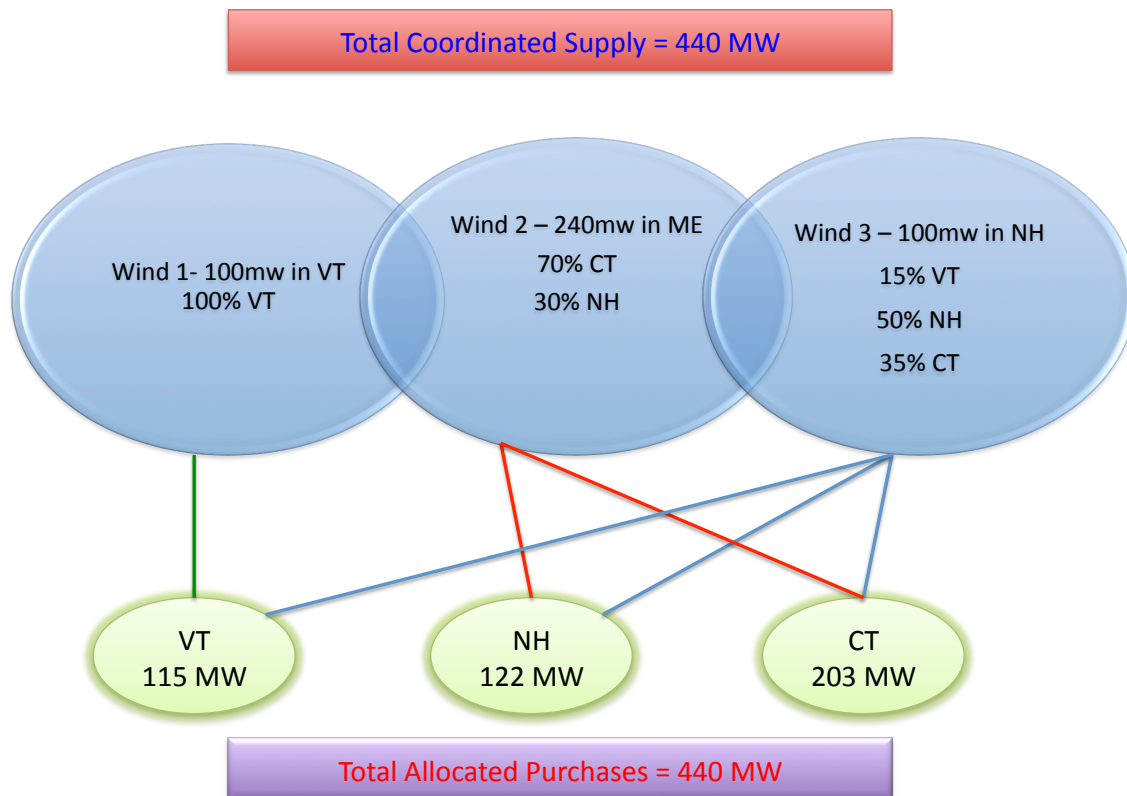 Total Coordinated Supply = 440 MW
Wind 1- 100mw in VT
100% VT
Wind 2 – 240mw in ME
70% CT
30% NH
Wind 3 – 100mw in NH
15% VT
50% NH
35% CT
VT
115 MW
NH
122 MW
CT
203 MW
Total Allocated Purchases = 440 MW